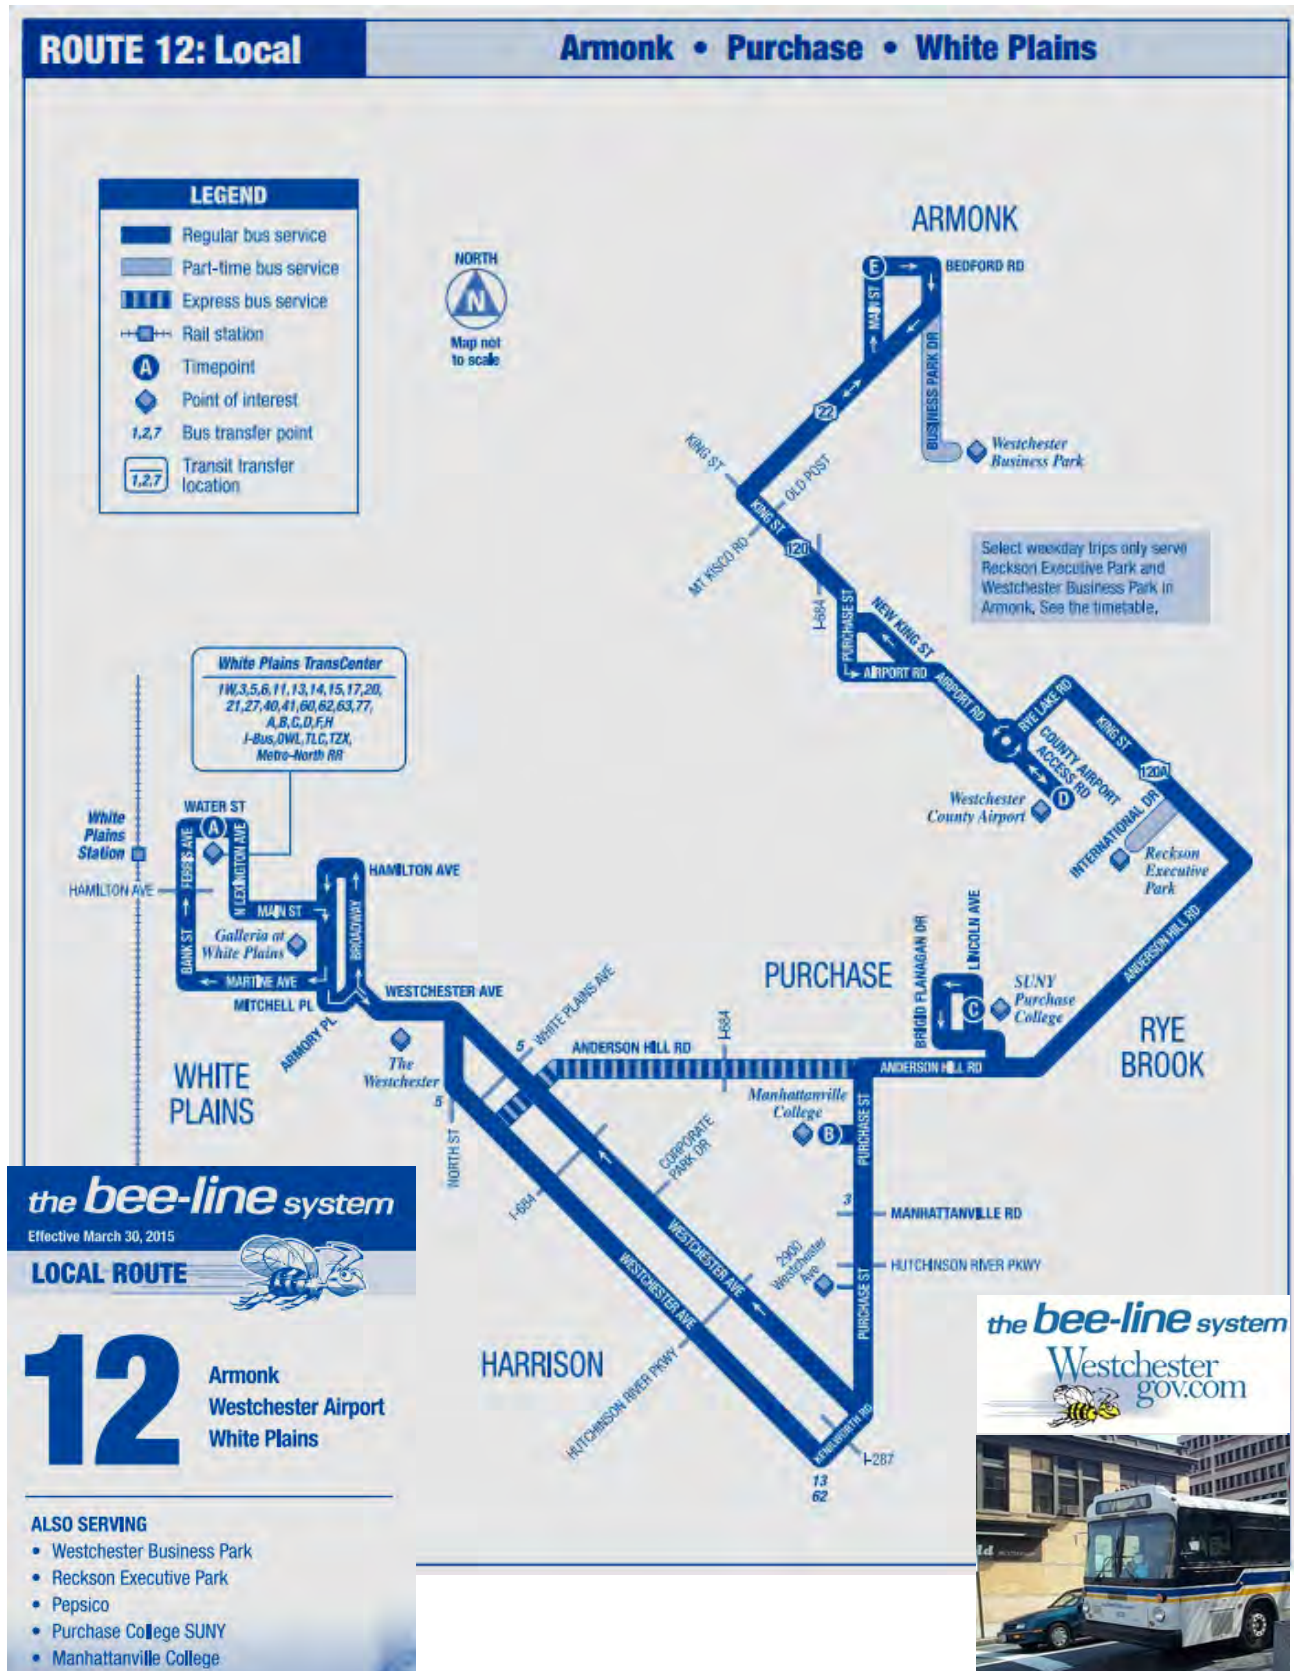 ROUTE 12: Local
Armonk • Purchase • White Plains
LEGEND
Regular bus service
Part-time bus service
Express bus service
Rail station
A Timepoint
Point of interest
1,2,7 Bus transfer point
1,2,7 Transit transfer
location
NORTH
N
Map not
to scale
ARMONK
E
BEDFORD RD
MAIN ST
BUSINESS PARK DR
22
Westchester
Business Park
KING ST
OLD POST
KING ST
MT KISCO RD
120
I-684
Select weekday trips only serve
Reckson Executive Park and
Westchester Business Park in
Armonk. See the timetable.
PURCHASE ST
NEW KING ST
AIRPORT RD
AIRPORT RD
RYE LAKE RD
KING ST
COUNTY AIRPORT
ACCESS RD
120A
D
Westchester
County Airport
INTERNATIONAL DR
Reckson
Executive
Park
White Plains TransCenter
1W,3,5,6,11,13,14,15,17,20,
21,27,40,41,60,62,63,77,
A,B,C,D,F,H
I-Bus,OWL,TLC,TZX,
Metro-North RR
White
Plains
Station
WATER ST
A
FERRIS AVE
N LEXINGTON AVE
HAMILTON AVE
HAMILTON AVE
MAIN ST
BROADWAY
BANK ST
Galleria at
White Plains
MARTINE AVE
MITCHELL PL
ARMORY PL
WESTCHESTER AVE
The
Westchester
WHITE
PLAINS
5
WHITE PLAINS AVE
ANDERSON HILL RD
I-684
PURCHASE
BRIGID FLANAGAN DR
LINCOLN AVE
C
SUNY
Purchase
College
ANDERSON HILL RD
ANDERSON HILL RD
RYE
BROOK
5
NORTH ST
Manhattanville
College
B
PURCHASE ST
CORPORATE
PARK DR
I-684
3
MANHATTANVILLE RD
HUTCHINSON RIVER PKWY
2900
Westchester
Ave
PURCHASE ST
WESTCHESTER AVE
WESTCHESTER AVE
HUTCHINSON RIVER PKWY
HARRISON
KENILWORTH RD
I-287
13
62
the bee-line system
Effective March 30, 2015
LOCAL ROUTE
12
Armonk
Westchester Airport
White Plains
ALSO SERVING
• Westchester Business Park
• Reckson Executive Park
• Pepsico
• Purchase College SUNY
• Manhattanville College
the bee-line system
Westchester
gov.com